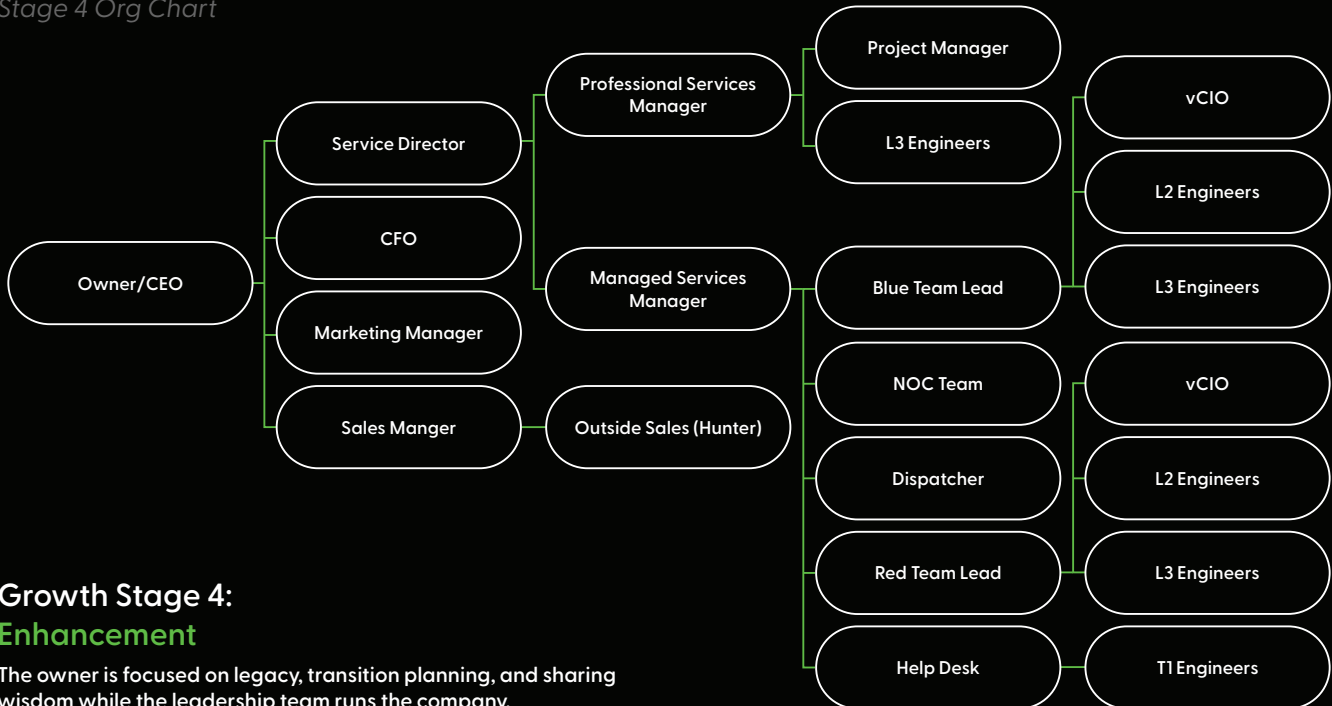 Stage 4 Org Chart
Owner/CEO
Service Director
CFO
Marketing Manager
Sales Manger
Professional Services
Manager
Managed Services
Manager
Outside Sales (Hunter)
Project Manager
L3 Engineers
Blue Team Lead
NOC Team
Dispatcher
Red Team Lead
Help Desk
vCIO
L2 Engineers
L3 Engineers
vCIO
L2 Engineers
L3 Engineers
T1 Engineers
Growth Stage 4:
Enhancement
The owner is focused on legacy, transition planning, and sharing
wisdom while the leadership team runs the company.